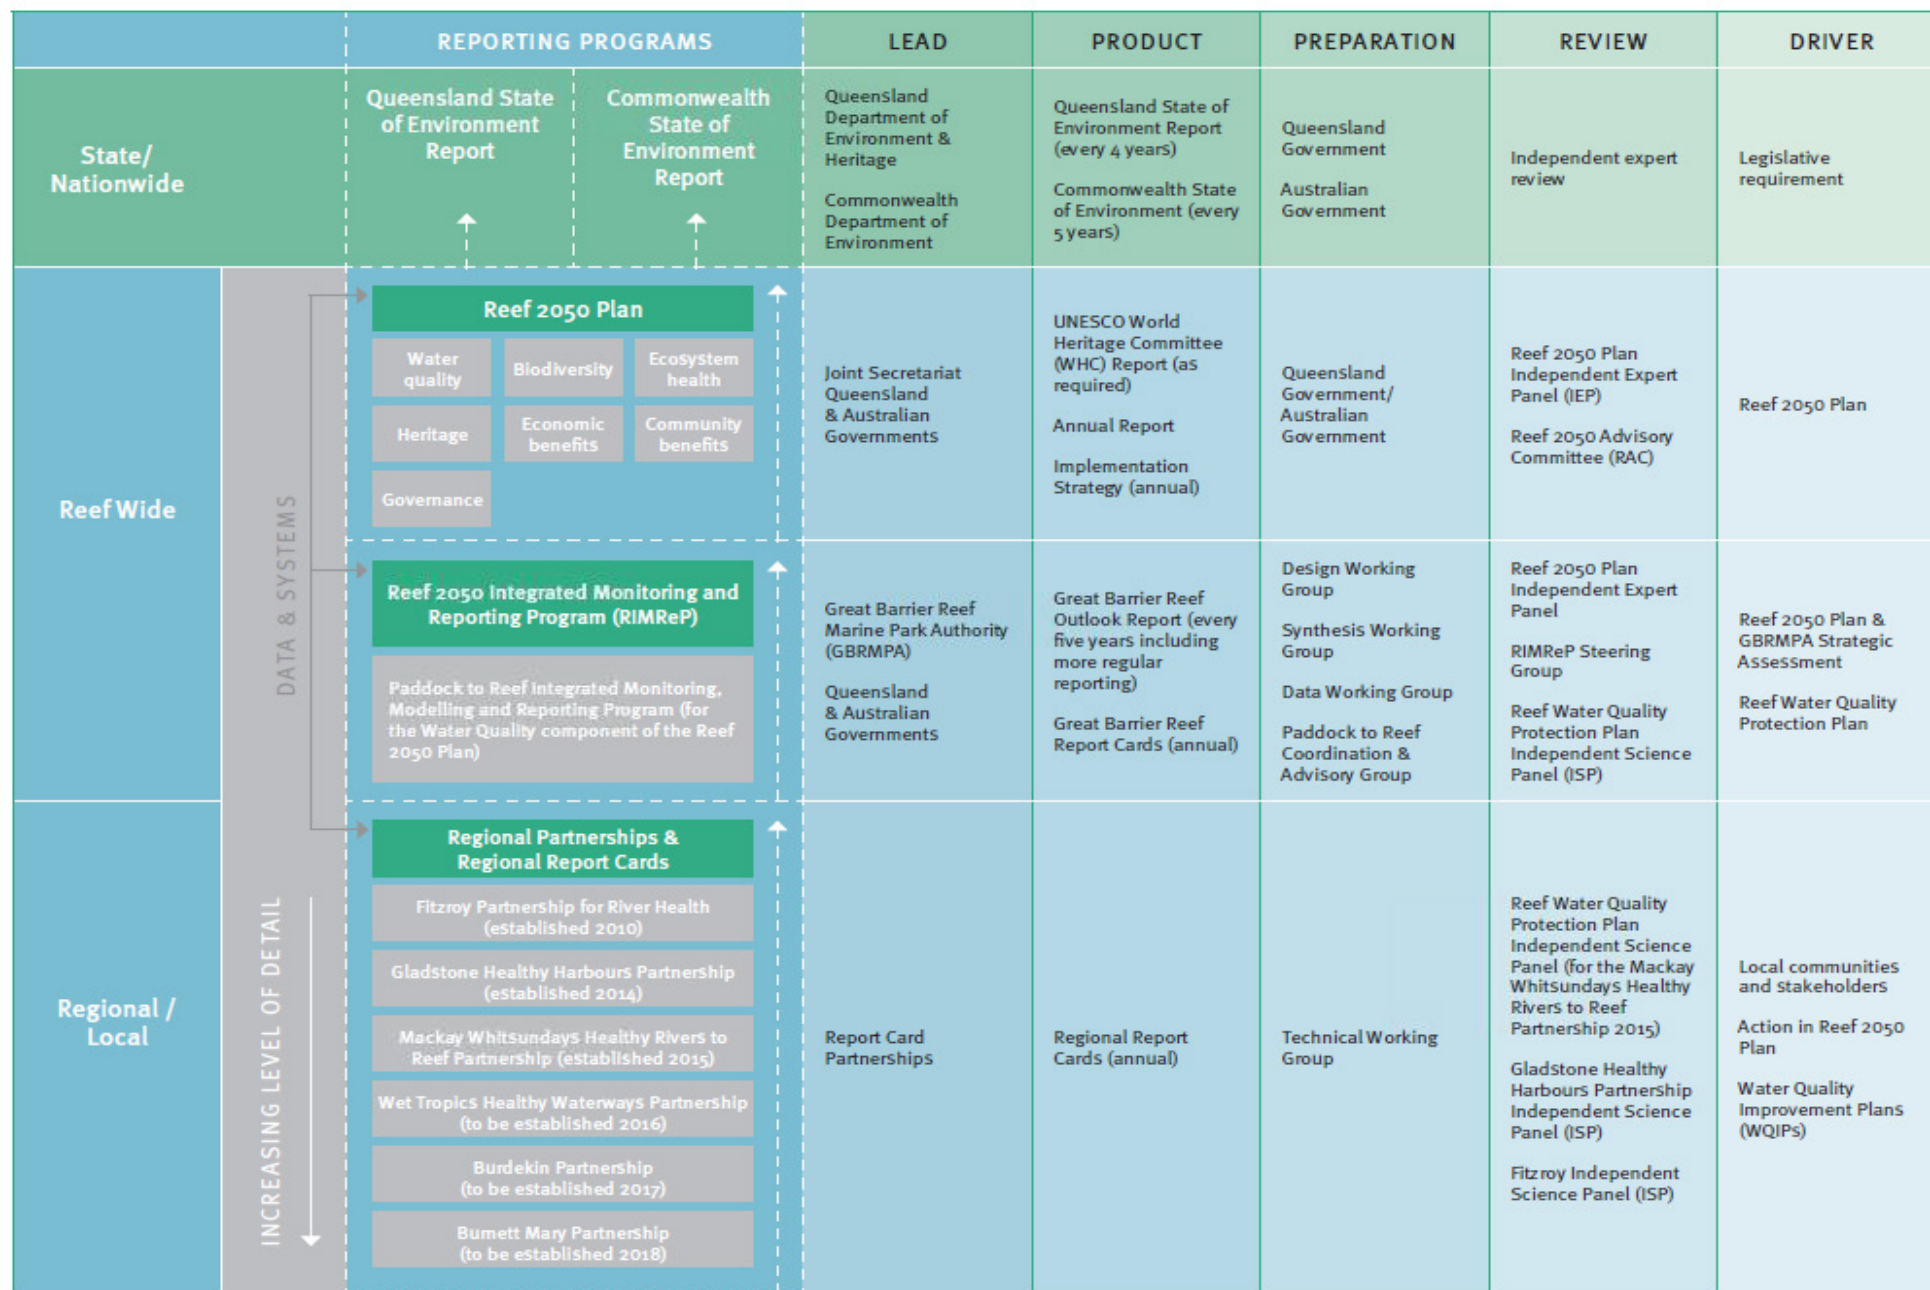 REPORTING PROGRAMS
LEAD
PRODUCT
PREPARATION
REVIEW
DRIVER
State/
Nationwide
Queensland State
of Environment
Report
Commonwealth
State of
Environment
Report
Queensland
Department of
Environment &
Heritage
Commonwealth
Department of
Environment
Queensland State of
Environment Report
(every 4 years)
Commonwealth State
of Environment (every
5 years)
Queensland
Government
Australian
Government
Independent expert
review
Legislative
requirement
Reef Wide
DATA & SYSTEMS
Reef 2050 Plan
Water
quality
Biodiversity
Ecosystem
health
Heritage
Economic
benefits
Community
benefits
Governance
Joint Secretariat
Queensland
& Australian
Governments
UNESCO World
Heritage Committee
(WHC) Report (as
required)
Annual Report
Implementation
Strategy (annual)
Queensland
Government/
Australian
Government
Reef 2050 Plan
Independent Expert
Panel (IEP)
Reef 2050 Advisory
Committee (RAC)
Reef 2050 Plan
Reef 2050 Integrated Monitoring and
Reporting Program (RIMReP)
Paddock to Reef Integrated Monitoring,
Modelling and Reporting Program (for
the Water Quality component of the Reef
2050 Plan)
Great Barrier Reef
Marine Park Authority
(GBRMPA)
Queensland
& Australian
Governments
Great Barrier Reef
Outlook Report (every
five years including
more regular
reporting)
Great Barrier Reef
Report Cards (annual)
Design Working
Group
Synthesis Working
Group
Data Working Group
Paddock to Reef
Coordination &
Advisory Group
Reef 2050 Plan
Independent Expert
Panel
RIMReP Steering
Group
Reef Water Quality
Protection Plan
Independent Science
Panel (ISP)
Reef 2050 Plan &
GBRMPA Strategic
Assessment
Reef Water Quality
Protection Plan
Regional /
Local
INCREASING LEVEL OF DETAIL
Regional Partnerships &
Regional Report Cards
Fitzroy Partnership for River Health
(established 2010)
Gladstone Healthy Harbours Partnership
(established 2014)
Mackay Whitsundays Healthy Rivers to
Reef Partnership (established 2015)
Wet Tropics Healthy Waterways Partnership
(to be established 2016)
Burdekin Partnership
(to be established 2017)
Burnett Mary Partnership
(to be established 2018)
Report Card
Partnerships
Regional Report
Cards (annual)
Technical Working
Group
Reef Water Quality
Protection Plan
Independent Science
Panel (for the Mackay
Whitsundays Healthy
Rivers to Reef
Partnership 2015)
Gladstone Healthy
Harbours Partnership
Independent Science
Panel (ISP)
Fitzroy Independent
Science Panel (ISP)
Local communities
and stakeholders
Action in Reef 2050
Plan
Water Quality
Improvement Plans
(WQIPs)